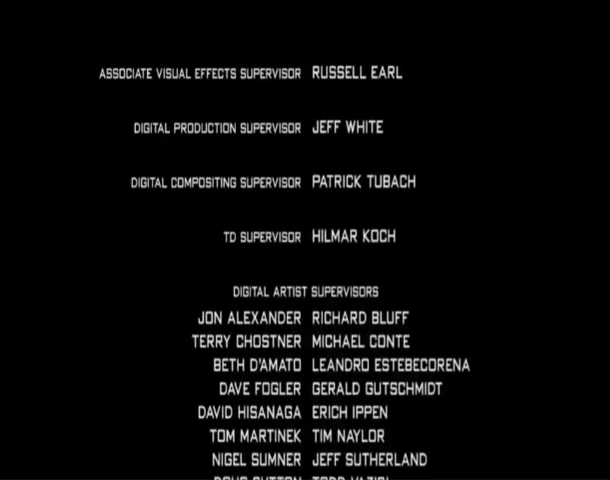 ASSOCIATE VISUAL EFFECTS SUPERVISOR RUSSELL EARL
DIGITAL PRODUCTION SUPERVISOR JEFF WHITE
DIGITAL COMPOSITING SUPERVISOR PATRICK TUBACH
TD SUPERVISOR HILMAR KOCH
DIGITAL ARTIST SUPERVISORS
JON ALEXANDER RICHARD BLUFF
TERRY CHOSTNER MICHAEL CONTE
BETH D'AMATO LEANDRO ESTEBECORENA
DAVE FOGLER GERALD GUTSCHMIDT
DAVID HISANAGA ERICH IPPEN
TOM MARTINEK TIM NAYLOR
NIGEL SUMNER JEFF SUTHERLAND